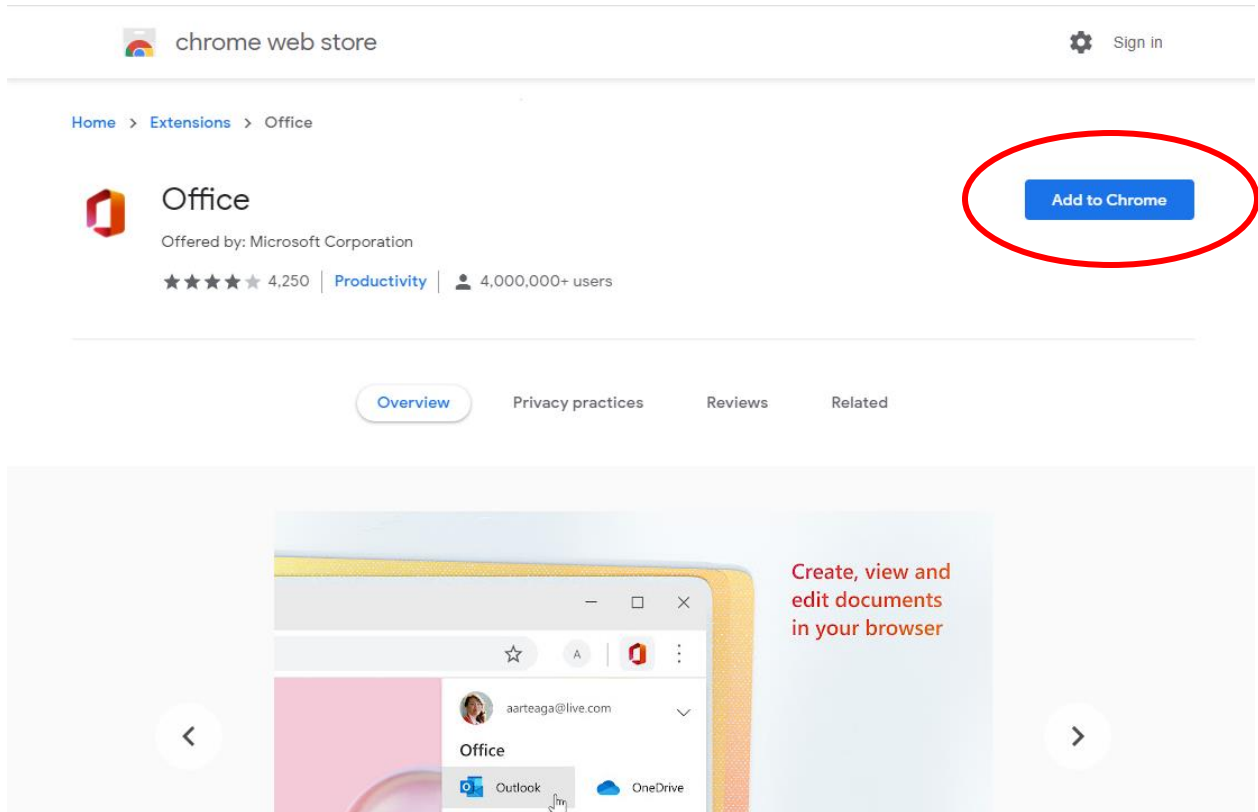 chrome web store
Sign in
Home > Extensions > Office
Office
Add to Chrome
Offered by: Microsoft Corporation
4,250 | Productivity | 4,000,000+ users
Overview
Privacy practices
Reviews
Related
Create, view and
edit documents
in your browser
A
aarteaga@live.com
Office
Outlook
OneDrive